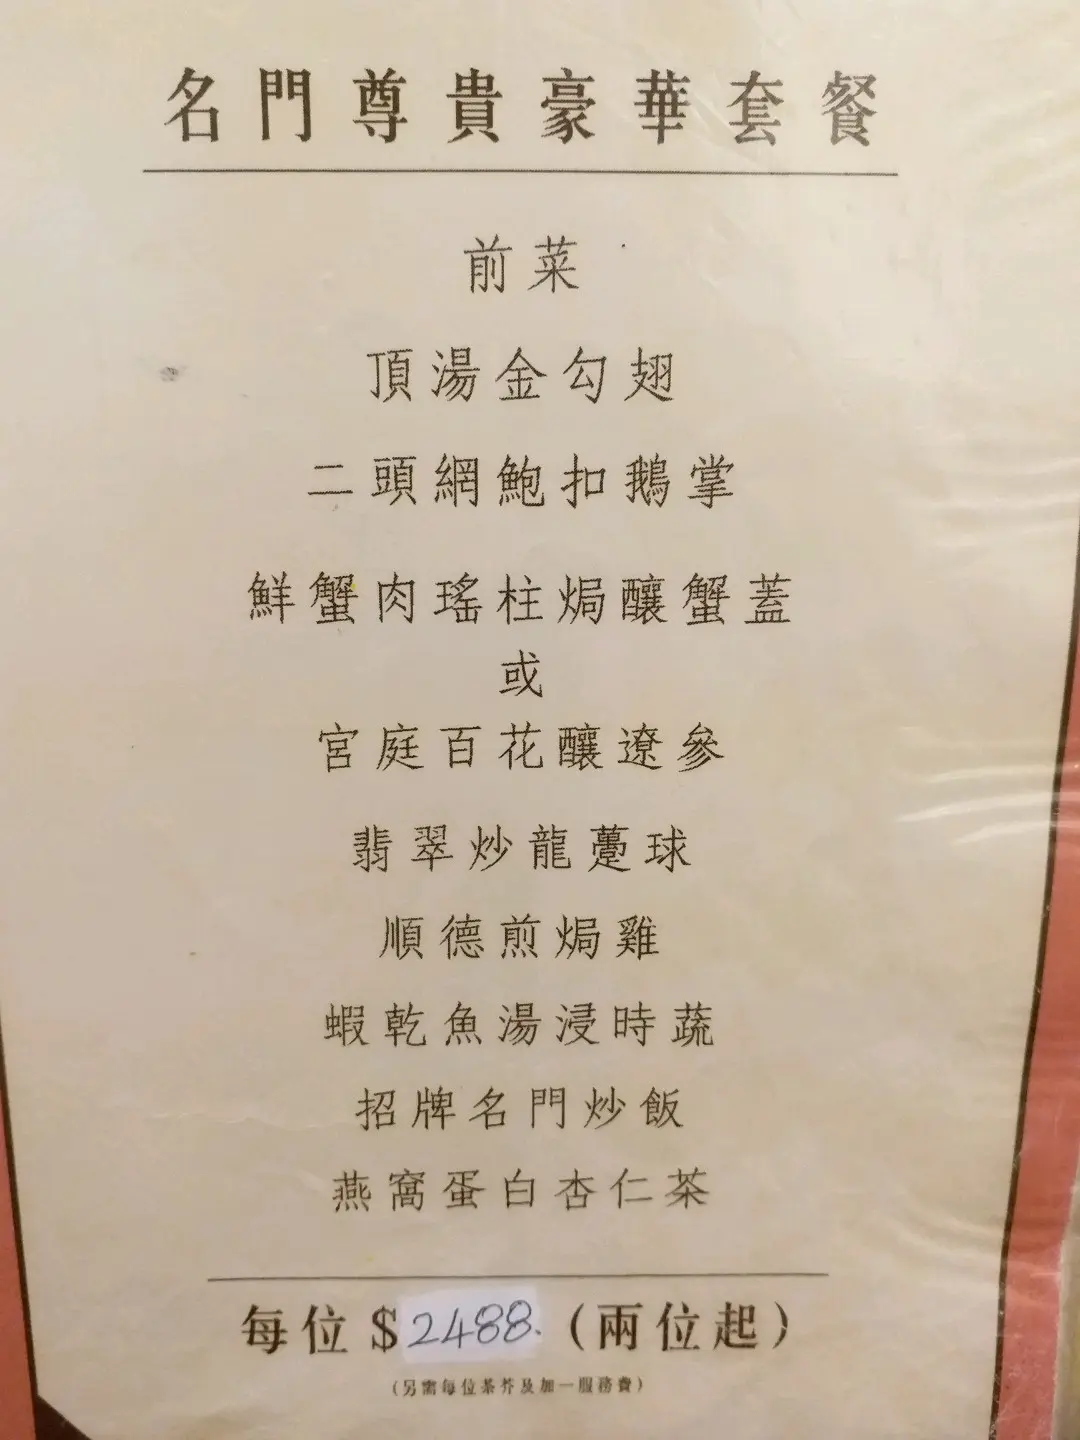 名門尊貴豪華套餐
前菜
頂湯金勾翅
二頭網鮑扣鵝掌
鮮蟹肉瑤柱焗釀蟹蓋
或
宮庭百花釀遼參
翡翠炒龍躉球
順德煎焗雞
蝦乾魚湯浸時蔬
招牌名門炒飯
燕窩蛋白杏仁茶
每位$2488.(兩位起)
(另需每位茶芥及加一服務費)